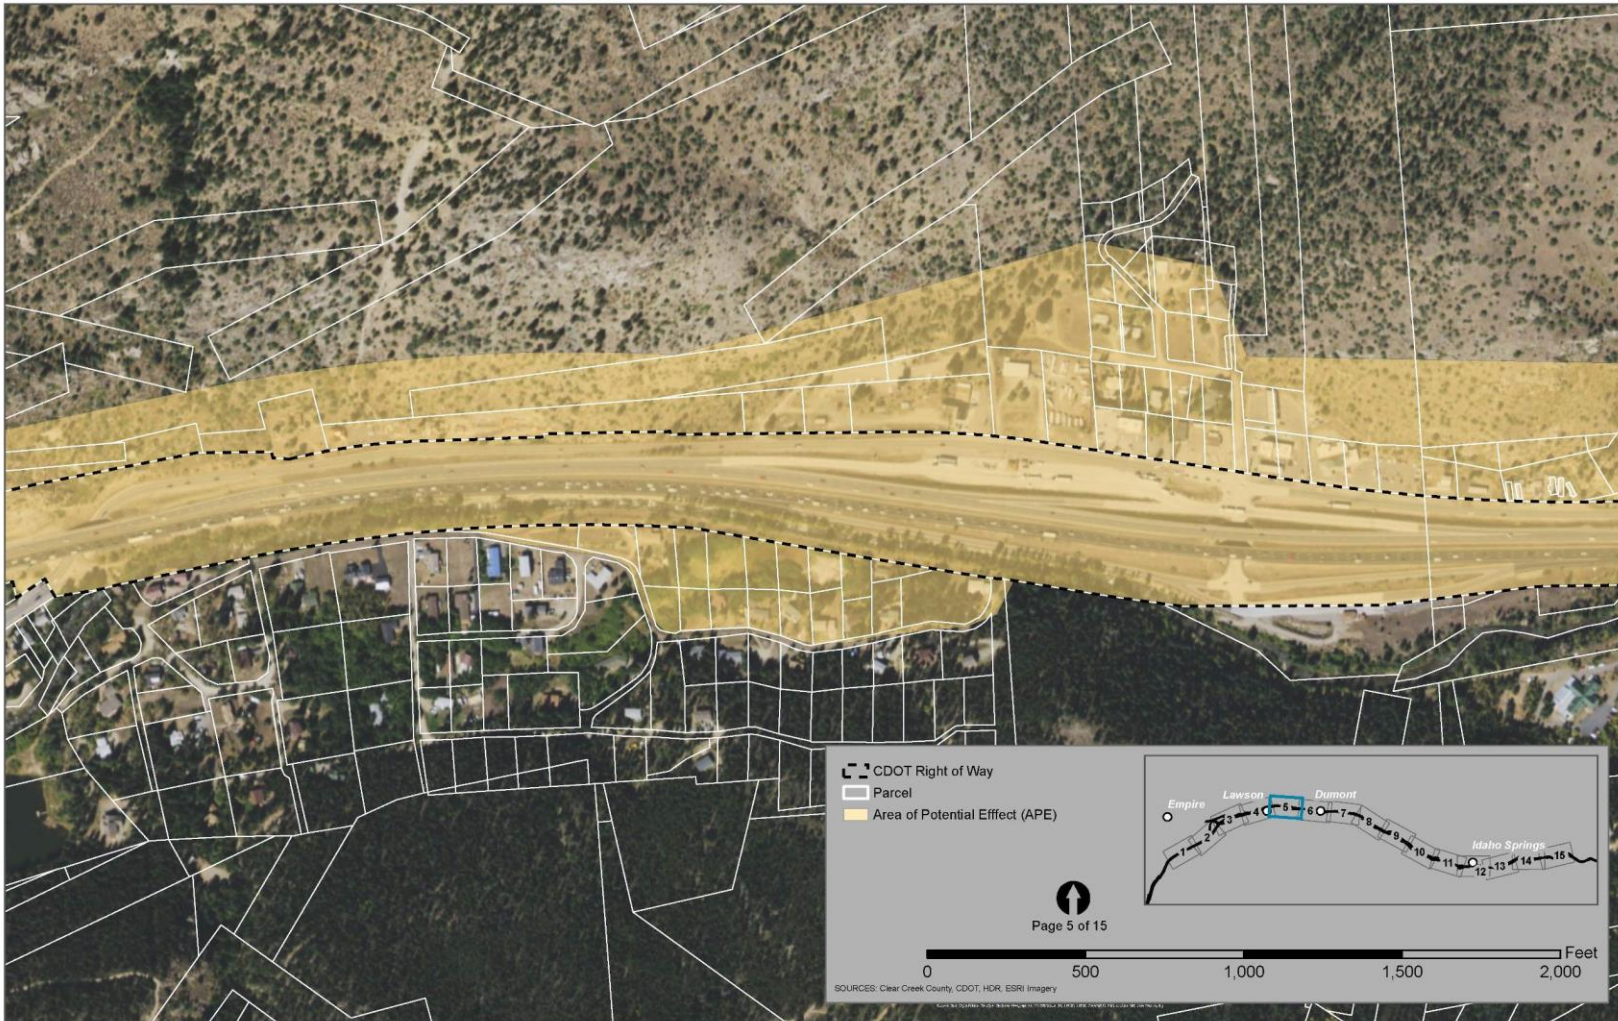 CDOT Right of Way
Parcel
Area of Potential Efffect (APE)
Page 5 of 15
Empire
Lawson
Dumont
Idaho Springs
1
2
3
4
5
6
7
8
9
10
11
12
13
14
15
Feet
0 500 1,000 1,500 2,000
SOURCES: Clear Creek County, CDOT, HDR, ESRI Imagery